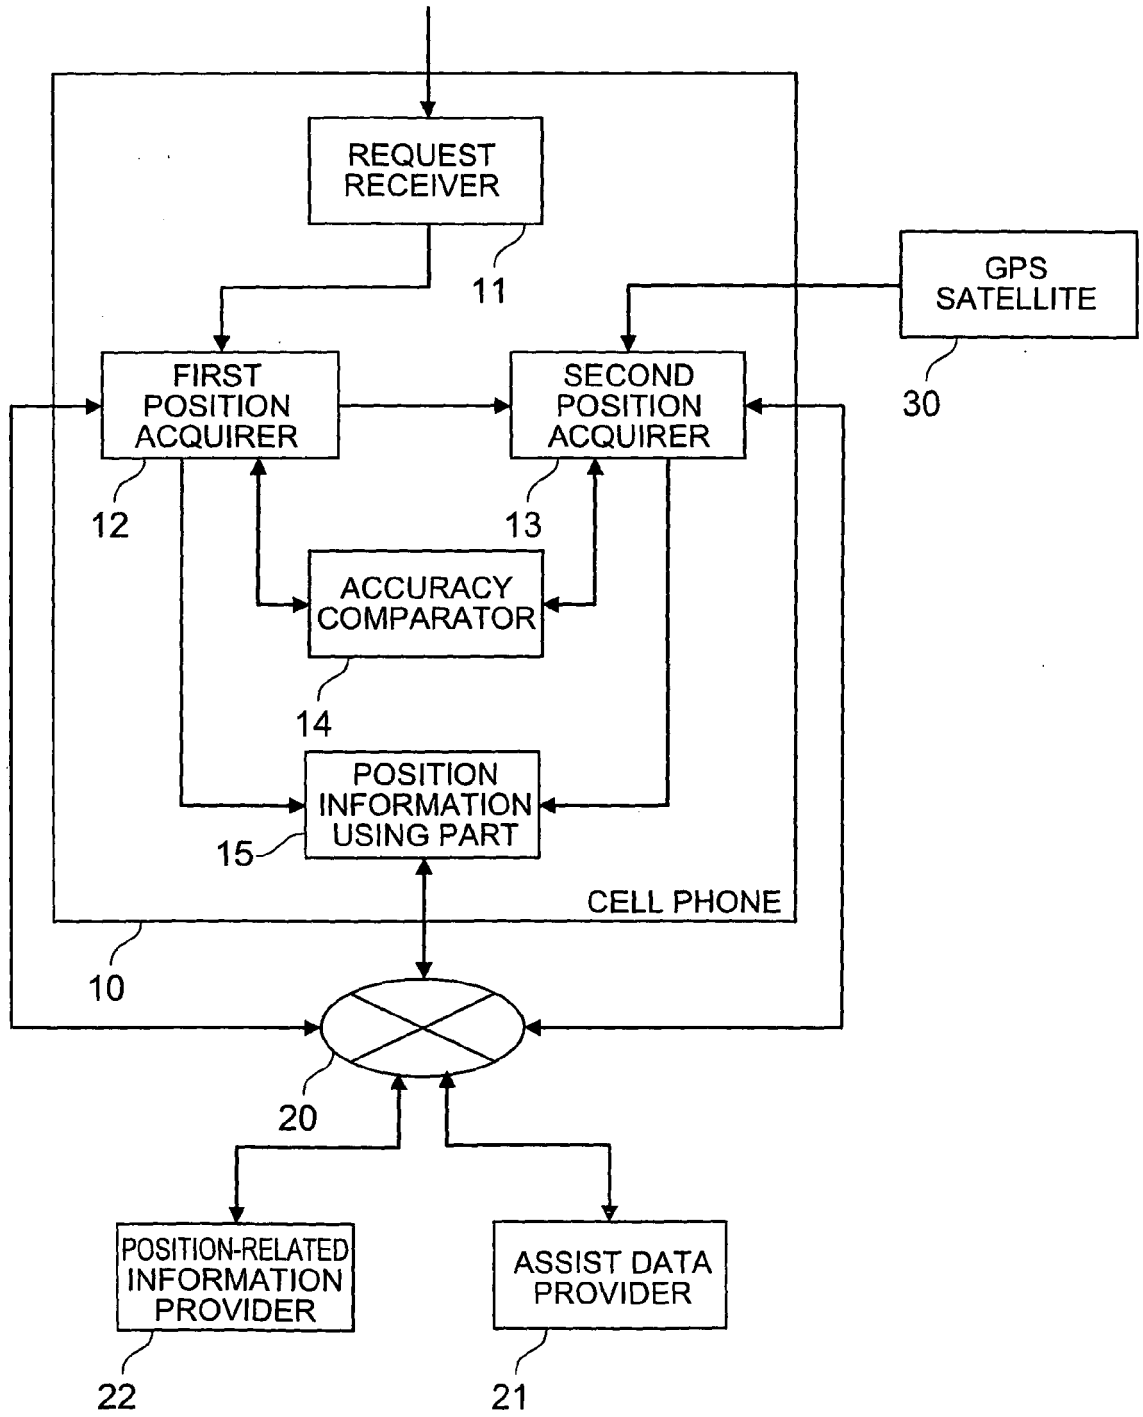 REQUEST
RECEIVER
11
GPS
SATELLITE
30
FIRST
POSITION
ACQUIRER
12
SECOND
POSITION
ACQUIRER
13
ACCURACY
COMPARATOR
14
POSITION
INFORMATION
USING PART
15
CELL PHONE
10
20
POSITION-RELATED
INFORMATION
PROVIDER
22
ASSIST DATA
PROVIDER
21